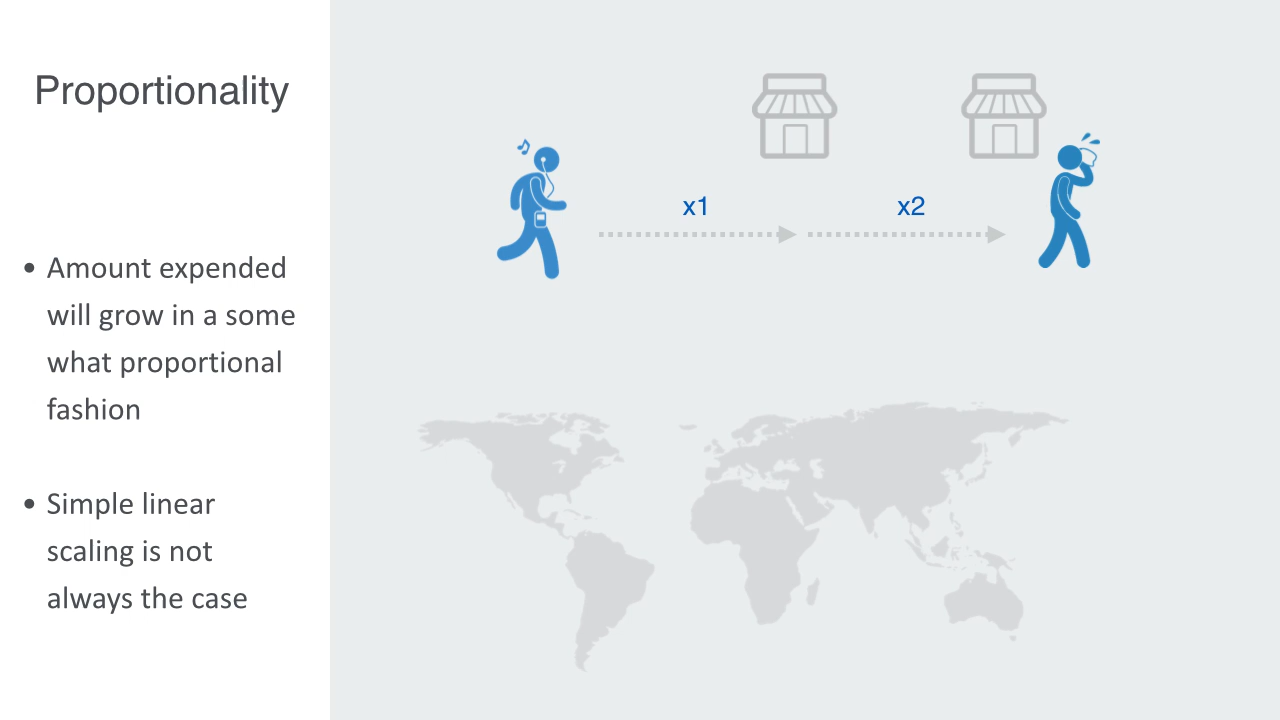 Proportionality
• Amount expended
will grow in a some
what proportional
fashion
• Simple linear
scaling is not
always the case
x1
x2